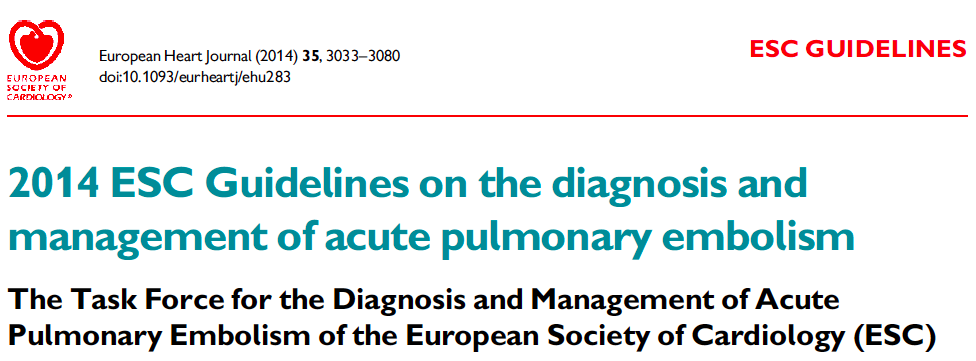 EUROPEAN
SOCIETY OF
CARDIOLOGY®
European Heart Journal (2014) 35, 3033–3080
doi:10.1093/eurheartj/ehu283
ESC GUIDELINES
2014 ESC Guidelines on the diagnosis and
management of acute pulmonary embolism
The Task Force for the Diagnosis and Management of Acute
Pulmonary Embolism of the European Society of Cardiology (ESC)